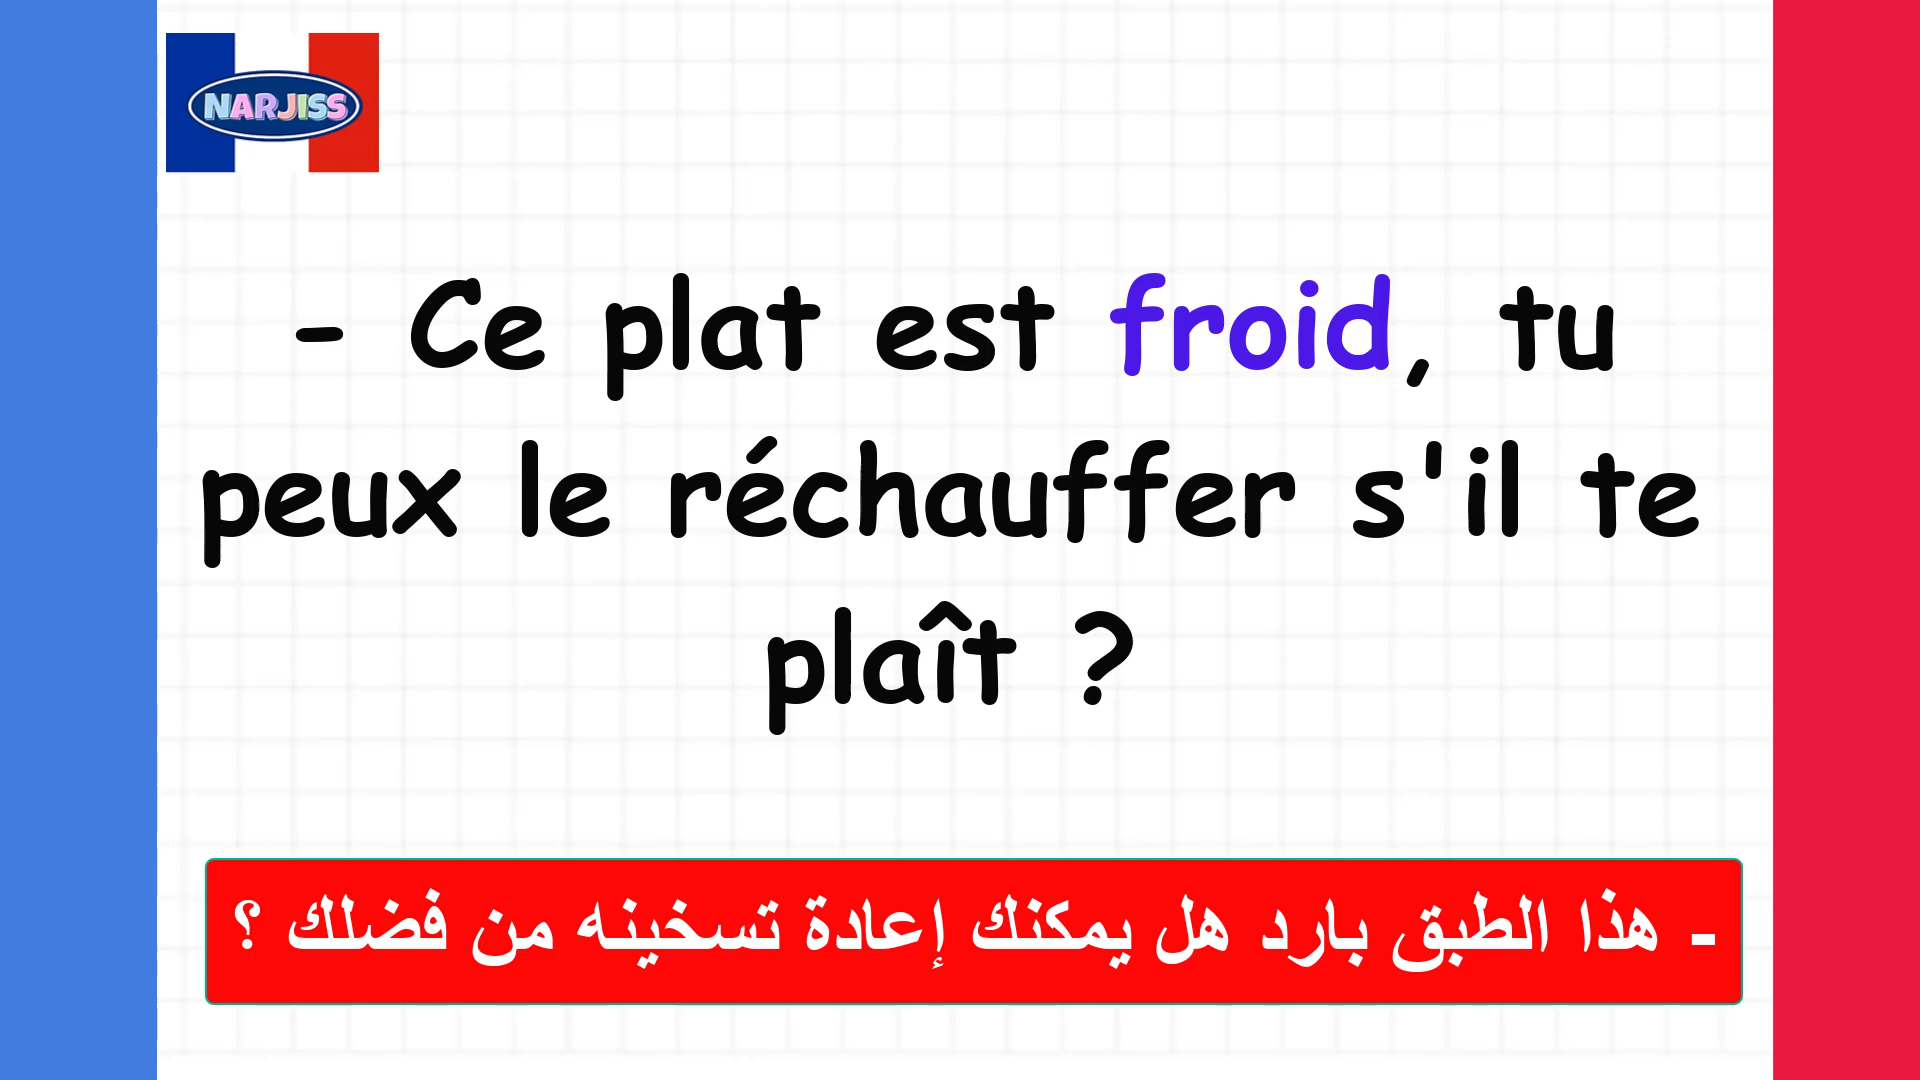 NARJISS
- Ce plat est froid, tu
peux le réchauffer s'il te
plaît ?
- هذا الطبق بارد هل يمكنك إعادة تسخينه من فضلك ؟